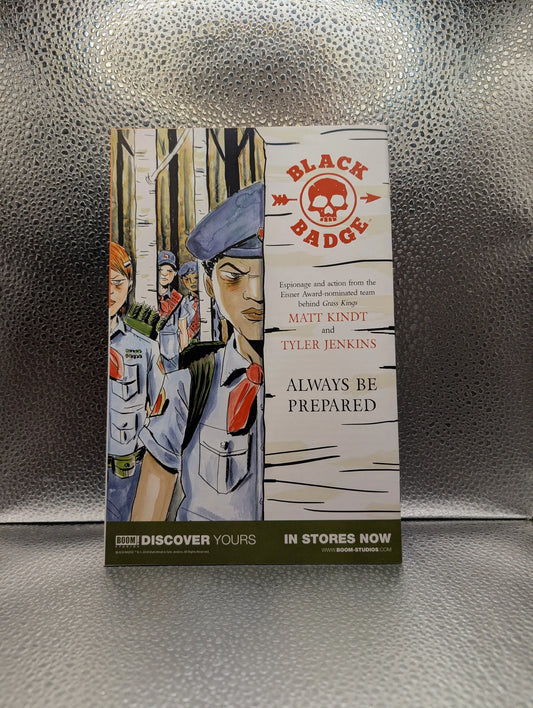 BLACK
BADGE
Espionage and action from the
Eisner Award-nominated team
behind Grass Kings
MATT KINDT
and
TYLER JENKINS
ALWAYS BE
PREPARED
BOOM!
STUDIOS
DISCOVER YOURS
IN STORES NOW
WWW.BOOM-STUDIOS.COM